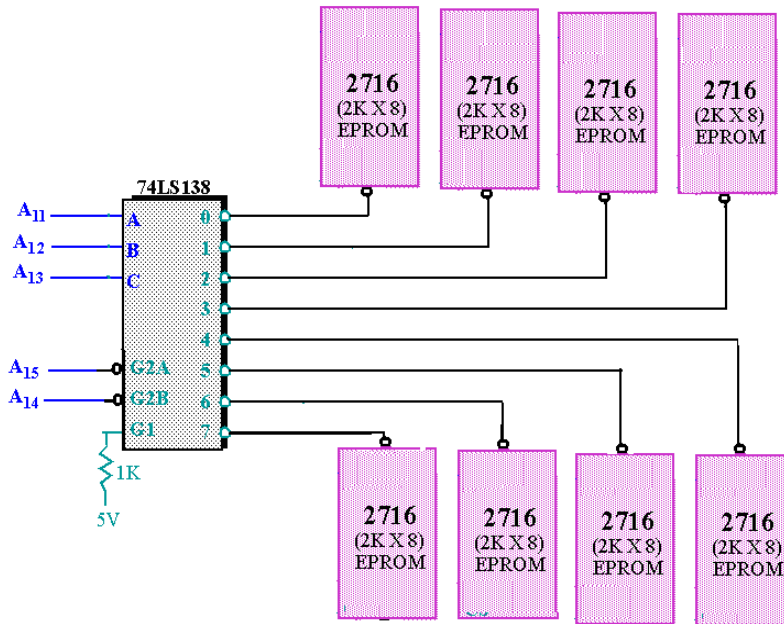 2716
(2K X 8)
EPROM
2716
(2K X 8)
EPROM
2716
(2K X 8)
EPROM
2716
(2K X 8)
EPROM
74LS138
A11 A 0
A12 B 1
A13 C 2
3
4
A15 G2A 5
A14 G2B 6
G1 7
1K
5V
2716
(2K X 8)
EPROM
2716
(2K X 8)
EPROM
2716
(2K X 8)
EPROM
2716
(2K X 8)
EPROM